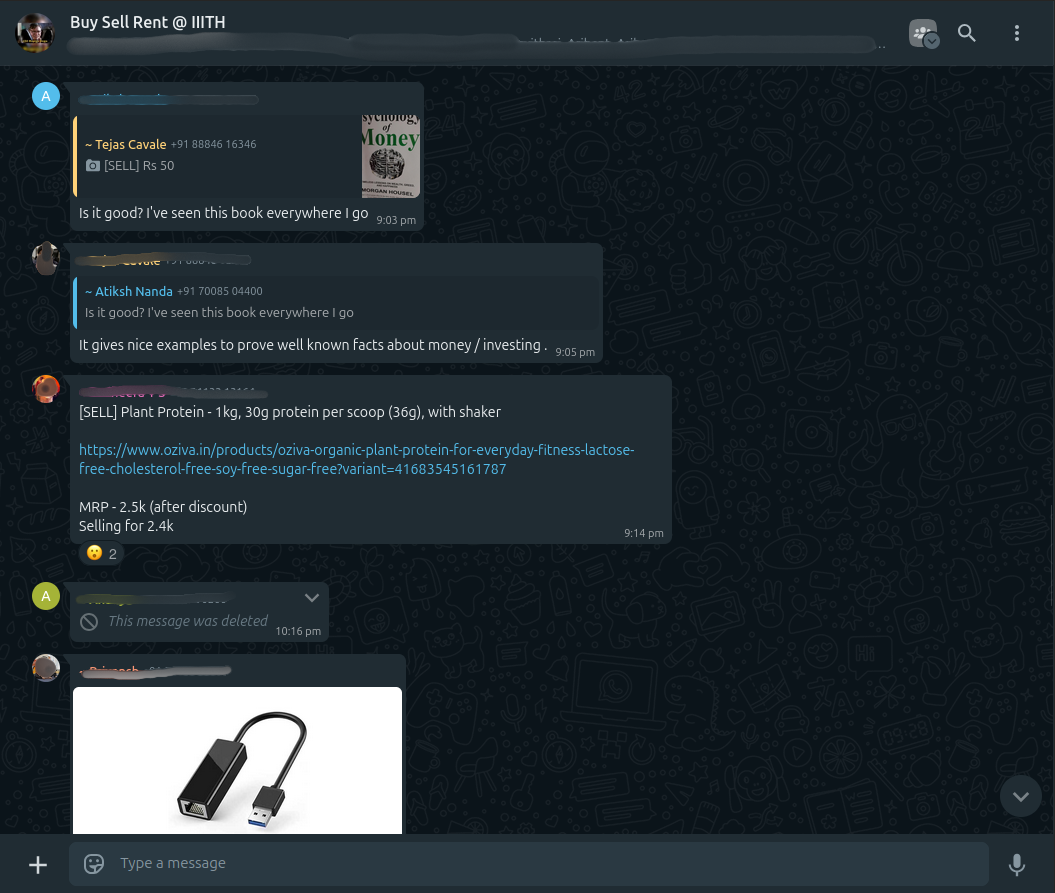 Buy Sell Rent @ IIITH
A
~ Tejas Cavale +91 88846 16346
[SELL] Rs 50
of
Money
MORGAN HOUSEL
Is it good? I've seen this book everywhere I go
9:03 pm
~ Atiksh Nanda +91 70085 04400
Is it good? I've seen this book everywhere I go
It gives nice examples to prove well known facts about money / investing .
9:05 pm
[SELL] Plant Protein - 1kg, 30g protein per scoop (36g), with shaker
https://www.oziva.in/products/oziva-organic-plant-protein-for-everyday-fitness-lactose-
free-cholesterol-free-soy-free-sugar-free?variant=41683545161787
MRP - 2.5k (after discount)
Selling for 2.4k
9:14 pm
2
A
This message was deleted
10:16 pm
Type a message